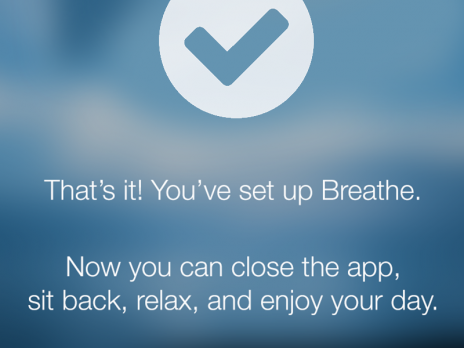 That’s it! You’ve set up Breathe.
Now you can close the app,
sit back, relax, and enjoy your day.